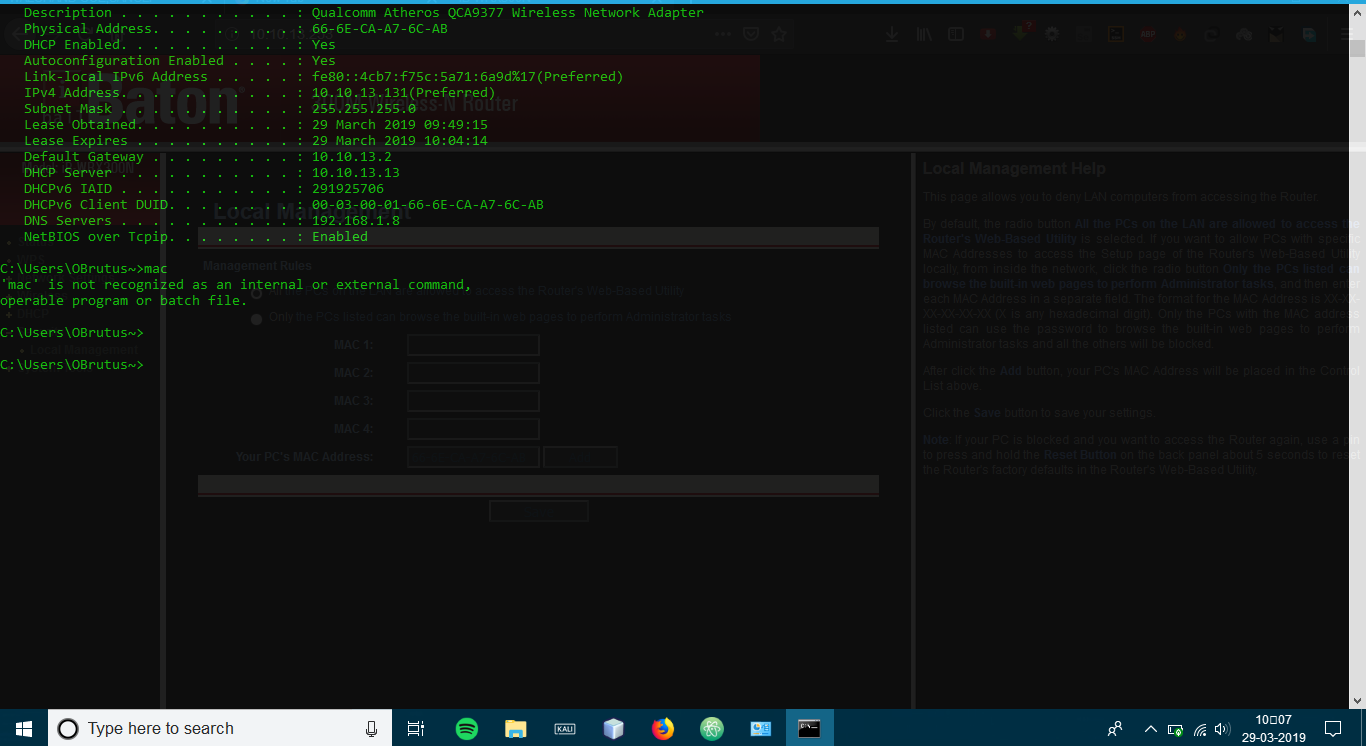 Description . . . . . . . . . . . : Qualcomm Atheros QCA9377 Wireless Network Adapter
Physical Address. . . . . . . . . : 66-6E-CA-A7-6C-AB
DHCP Enabled. . . . . . . . . . . : Yes
Autoconfiguration Enabled . . . . : Yes
Link-local IPv6 Address . . . . . : fe80::4cb7:f75c:5a71:6a9d%17(Preferred)
IPv4 Address. . . . . . . . . . . : 10.10.13.131(Preferred)
Subnet Mask . . . . . . . . . . . : 255.255.255.0
Lease Obtained. . . . . . . . . . : 29 March 2019 09:49:15
Lease Expires . . . . . . . . . . : 29 March 2019 10:04:14
Default Gateway . . . . . . . . . : 10.10.13.2
DHCP Server . . . . . . . . . . . : 10.10.13.13
DHCPv6 IAID . . . . . . . . . . . : 291925706
DHCPv6 Client DUID. . . . . . . . : 00-03-00-01-66-6E-CA-A7-6C-AB
DNS Servers . . . . . . . . . . . : 192.168.1.8
NetBIOS over Tcpip. . . . . . . . : Enabled
C:\Users\OBrutus~>mac
'mac' is not recognized as an internal or external command,
operable program or batch file.
C:\Users\OBrutus~>
C:\Users\OBrutus~>
Baton
Wireless-N Router
Local Management
Management Rules
access the Router's Web-Based Utility
Only the PCs listed can browse the built-in web pages to perform Administrator tasks
DHCP
Local Management
MAC 1:
MAC 2:
MAC 3:
MAC 4:
Your PC's MAC Address:
Local Management Help
This page allows you to deny LAN computers from accessing the Router.
By default, the radio button All the PCs on the LAN are allowed to access the
Router's Web-Based Utility is selected. If you want to allow PCs with specific
MAC Addresses to access the Setup page of the Router's Web-Based Utility
locally, from inside the network, click the radio button Only the PCs listed can
browse the built-in web pages to perform Administrator tasks, and then enter
each MAC Address in a separate field. The format for the MAC Address is XX-XX-
XX-XX-XX-XX (X is any hexadecimal digit). Only the PCs with the MAC address
listed can use the password to browse the built-in web pages to perform
Administrator tasks and all the others will be blocked.
After click the Add button, your PC's MAC Address will be placed in the Control
List above.
Click the Save button to save your settings.
Note: If your PC is blocked and you want to access the Router again, use a pin
to press and hold the Reset Button on the back panel about 5 seconds to reset
the Router's factory defaults in the Router's Web-Based Utility.
ABP
Type here to search
KALI
C:\_
10▯07
29-03-2019